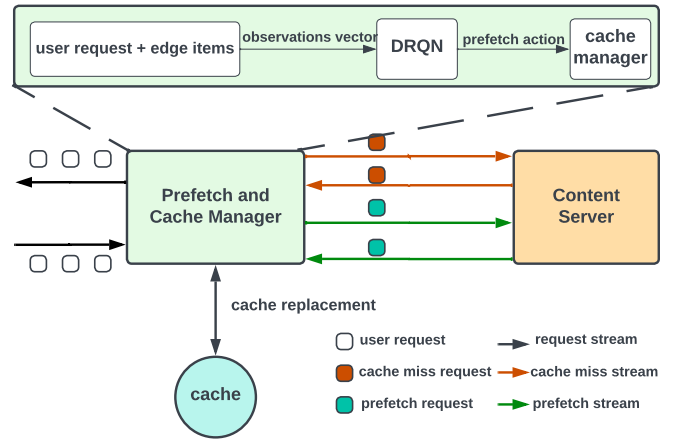 user request + edge items
observations vector
DRQN
prefetch action
cache
manager
Prefetch and
Cache Manager
Content
Server
cache replacement
cache
user request
request stream
cache miss request
cache miss stream
prefetch request
prefetch stream